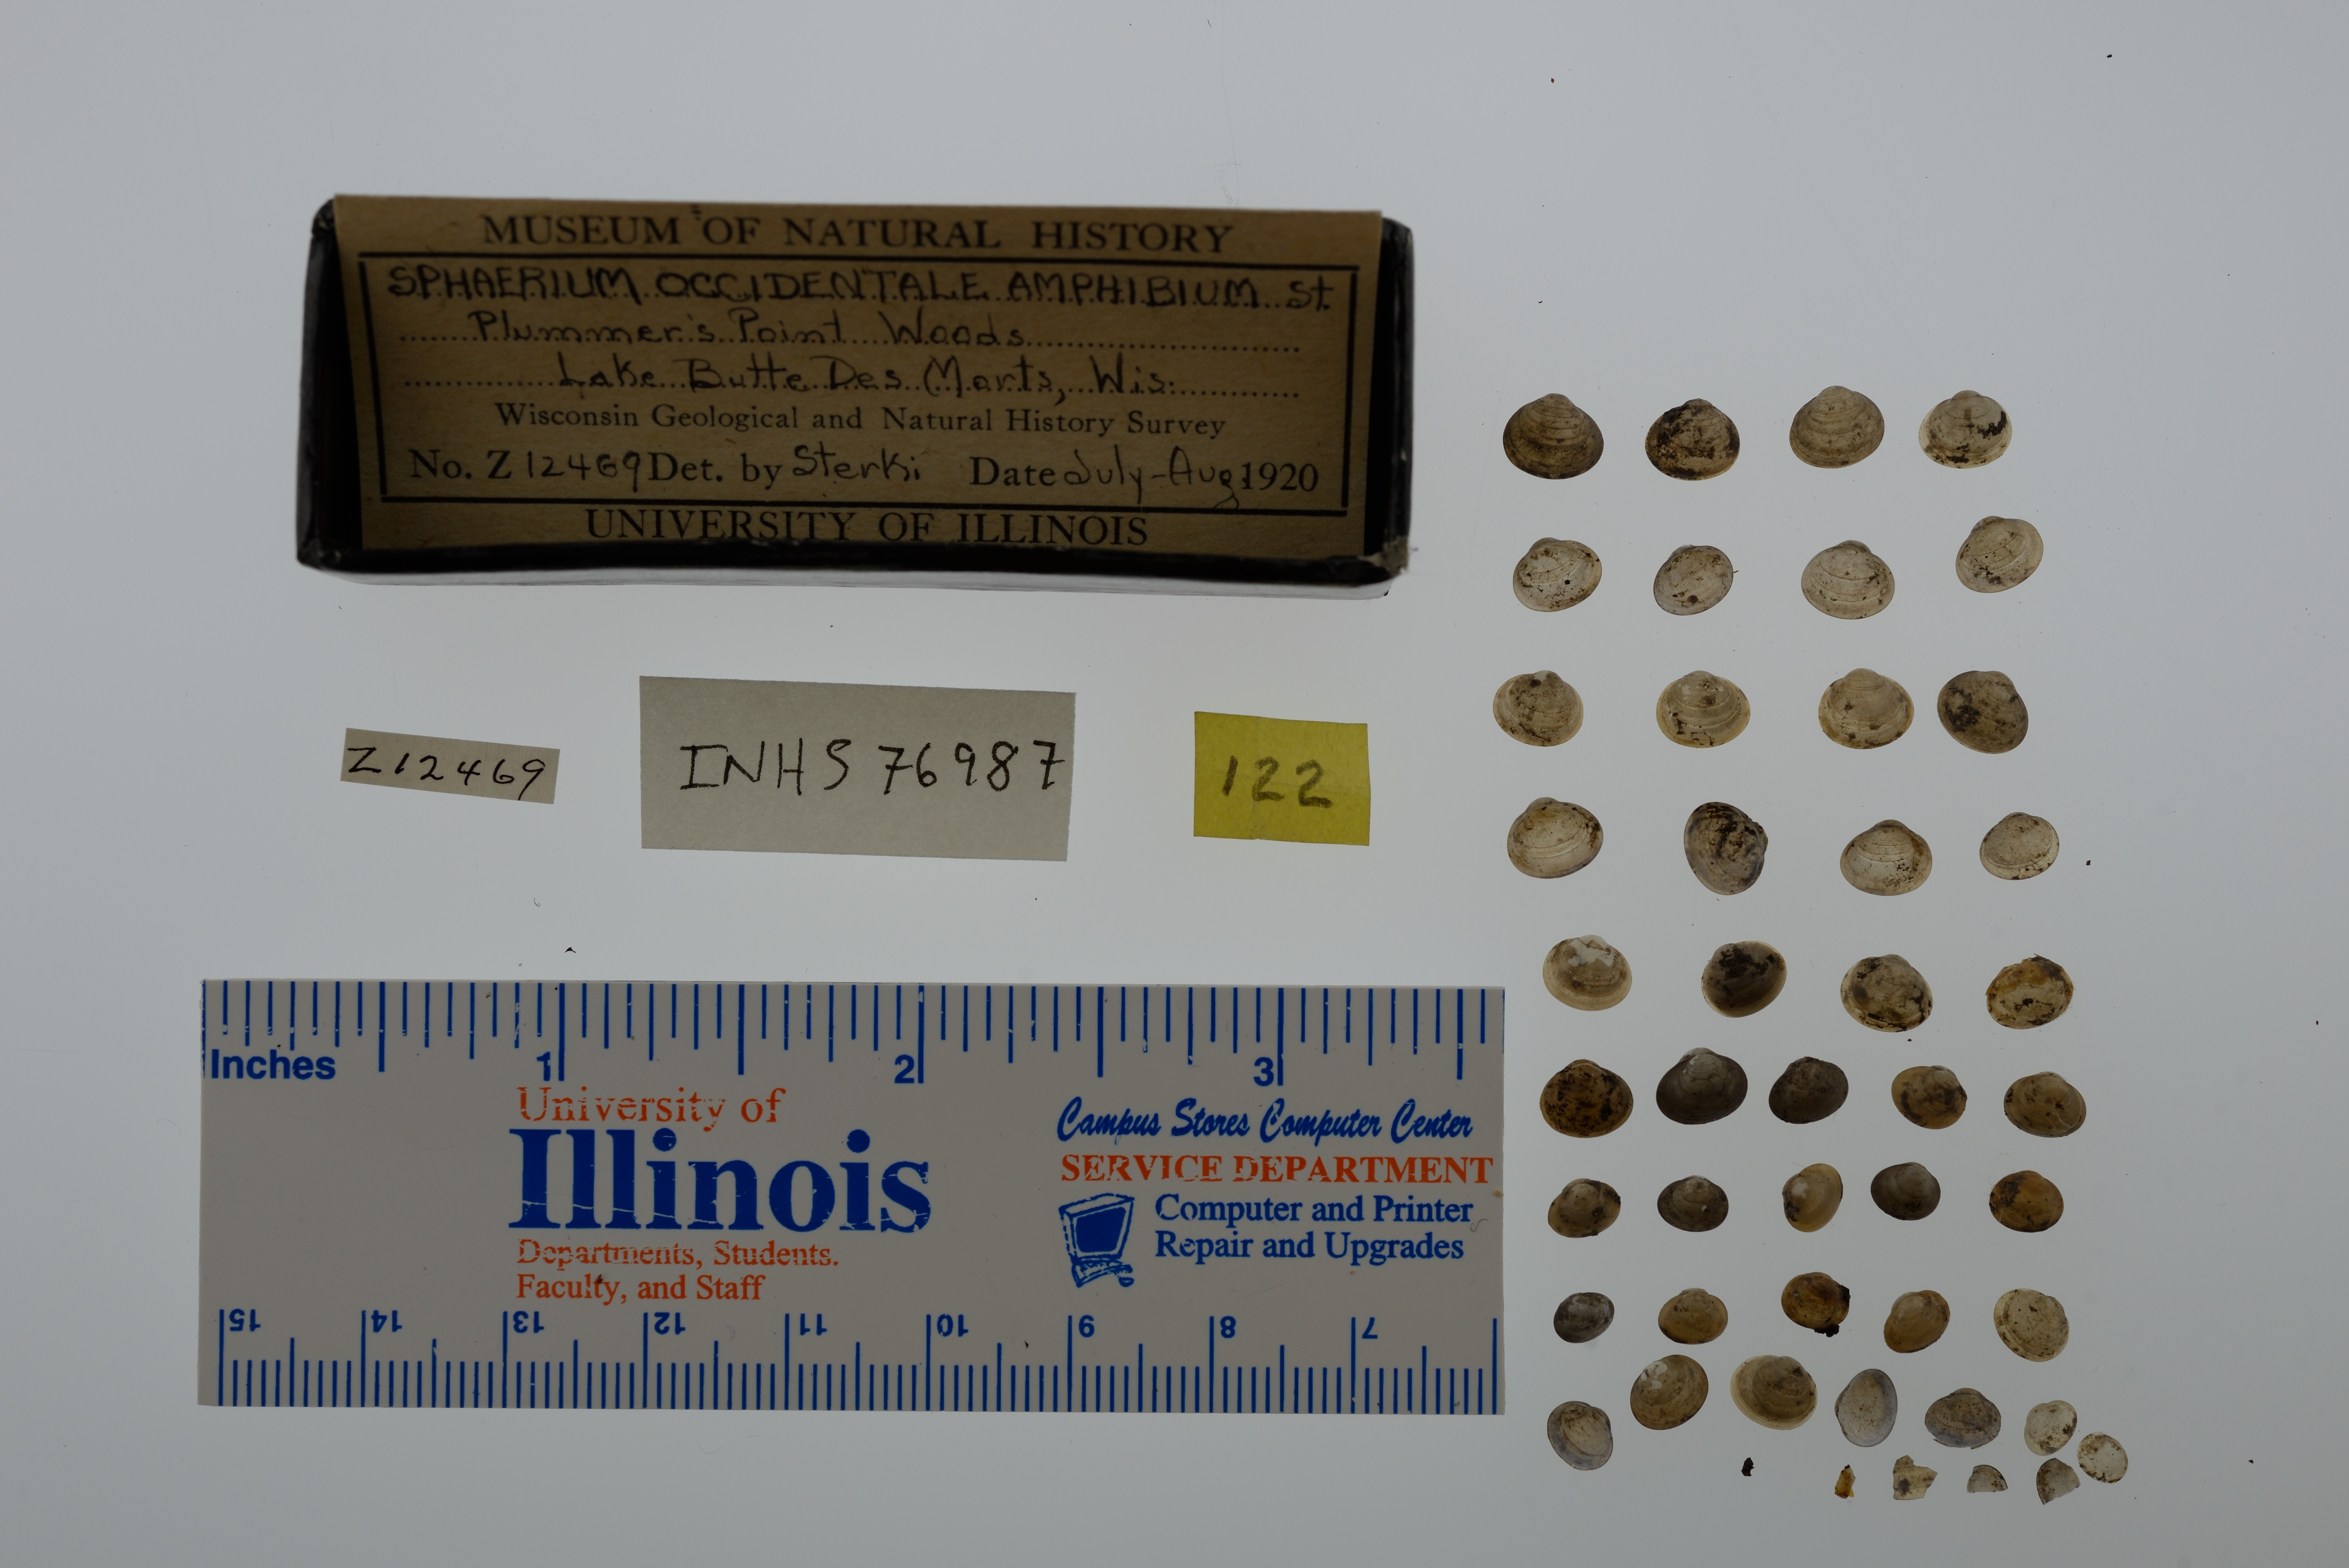 MUSEUM OF NATURAL HISTORY
SPHAERIUM OCCIDENTALE AMPHIBIUM St.
Plummer's Point Woods
Lake Butte Des Morts, Wis.
Wisconsin Geological and Natural History Survey
No. Z 12469 Det. by Sterki Date July-Aug 1920
UNIVERSITY OF ILLINOIS
Z12469
INHS 76987
122
Inches 1 2 3
University of
Illinois
Departments, Students,
Faculty, and Staff
Campus Stores Computer Center
SERVICE DEPARTMENT
Computer and Printer
Repair and Upgrades
15 14 13 12 11 10 9 8 7